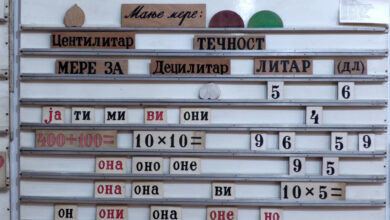 Мање мере:
Центилитар ТЕЧНОСТ
МЕРЕ ЗА Децилитар ЛИТАР (дл)
5 6
ја ти ми ви они 4
400+100= 10×10= 9 6 5 9
она оно оне 9 5
она она ви 10×5=
он они она оне но